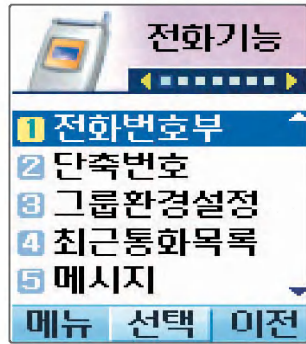 전화기능
1 전화번호부
2 단축번호
3 그룹환경설정
4 최근통화목록
5 메시지
메뉴 선택 이전